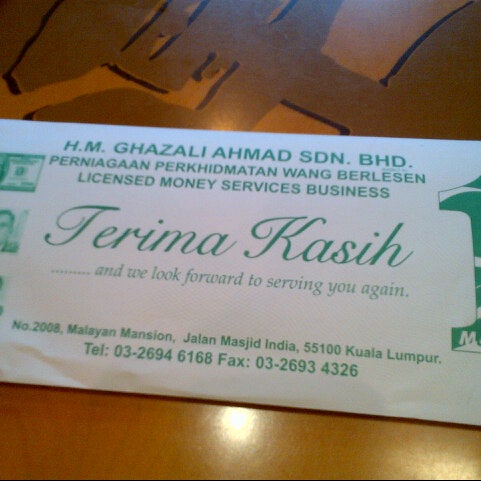 H.M. GHAZALI AHMAD SDN. BHD.
PERNIAGAAN PERKHIDMATAN WANG BERLESEN
LICENSED MONEY SERVICES BUSINESS
Terima Kasih
......... and we look forward to serving you again.
No.2008, Malayan Mansion, Jalan Masjid India, 55100 Kuala Lumpur.
Tel: 03-2694 6168 Fax: 03-2693 4326
1